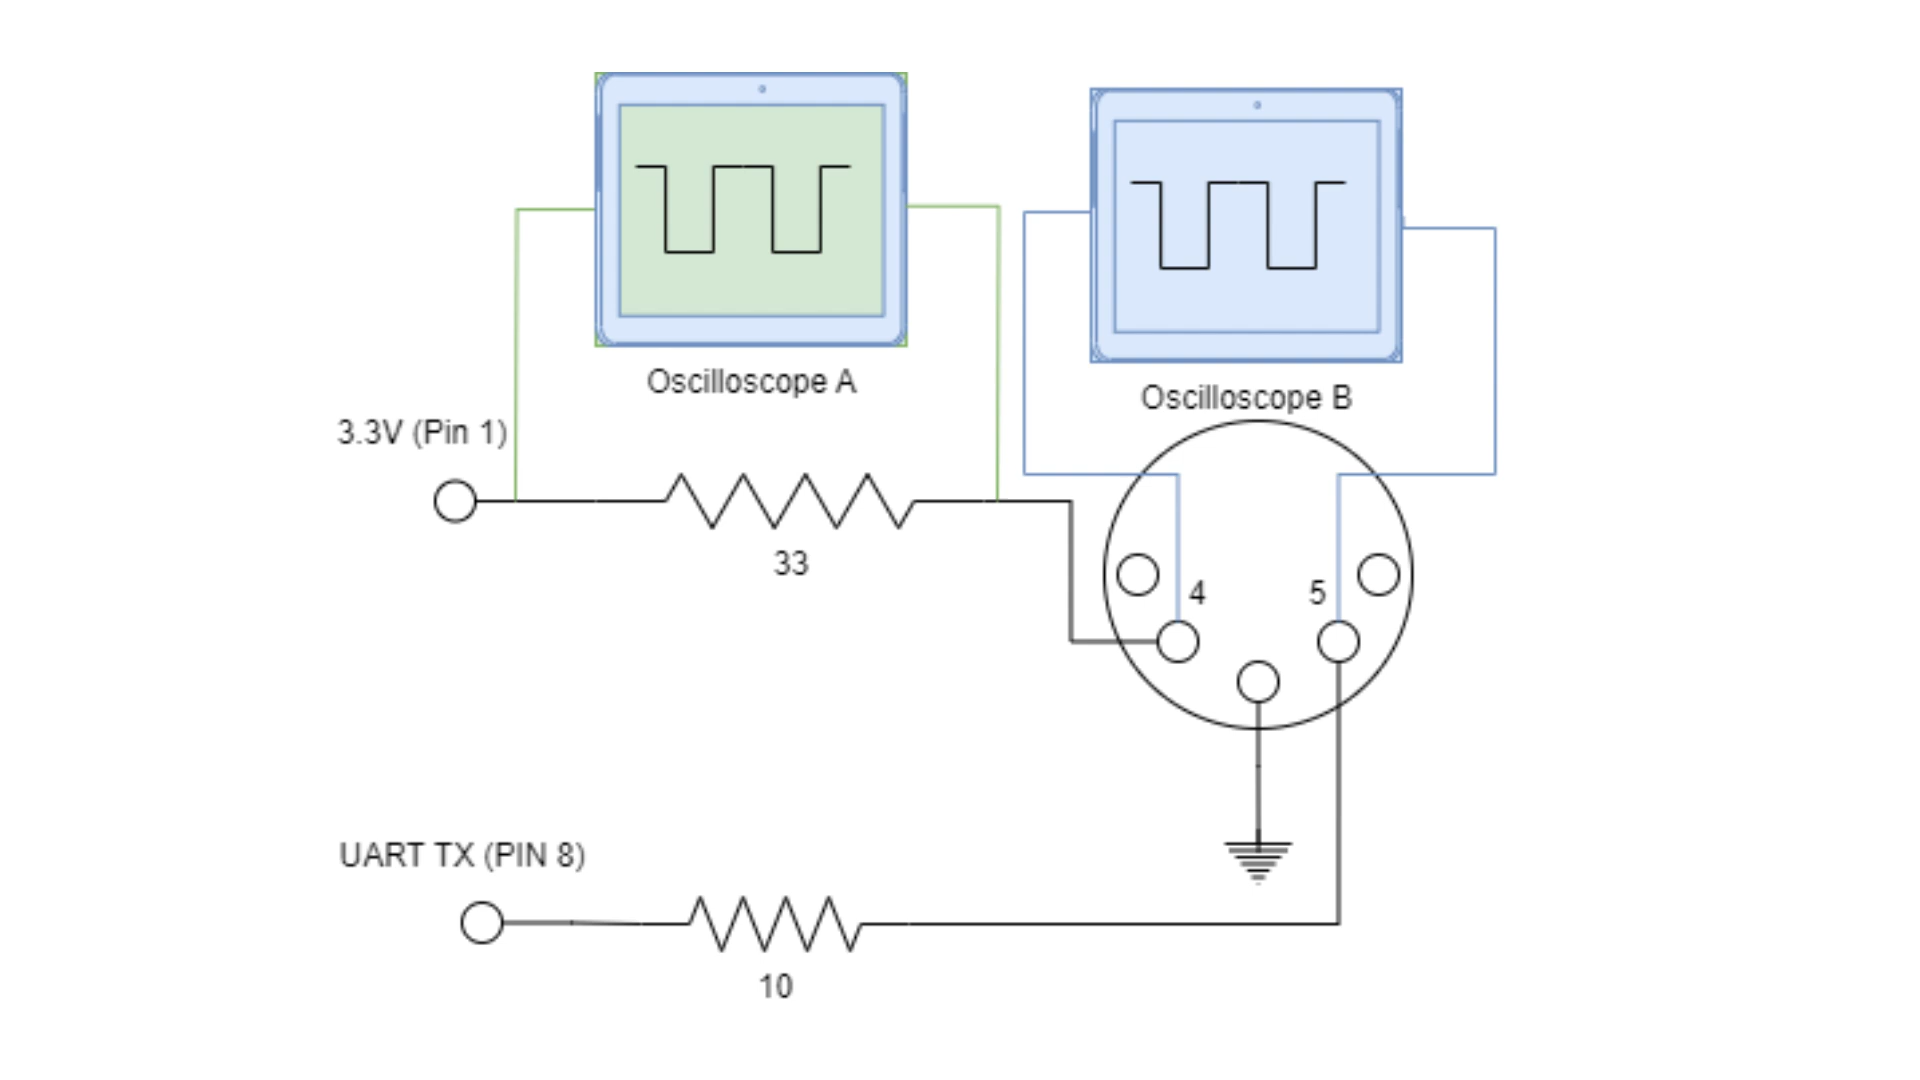 Oscilloscope A
Oscilloscope B
3.3V (Pin 1)
33
4
5
UART TX (PIN 8)
10